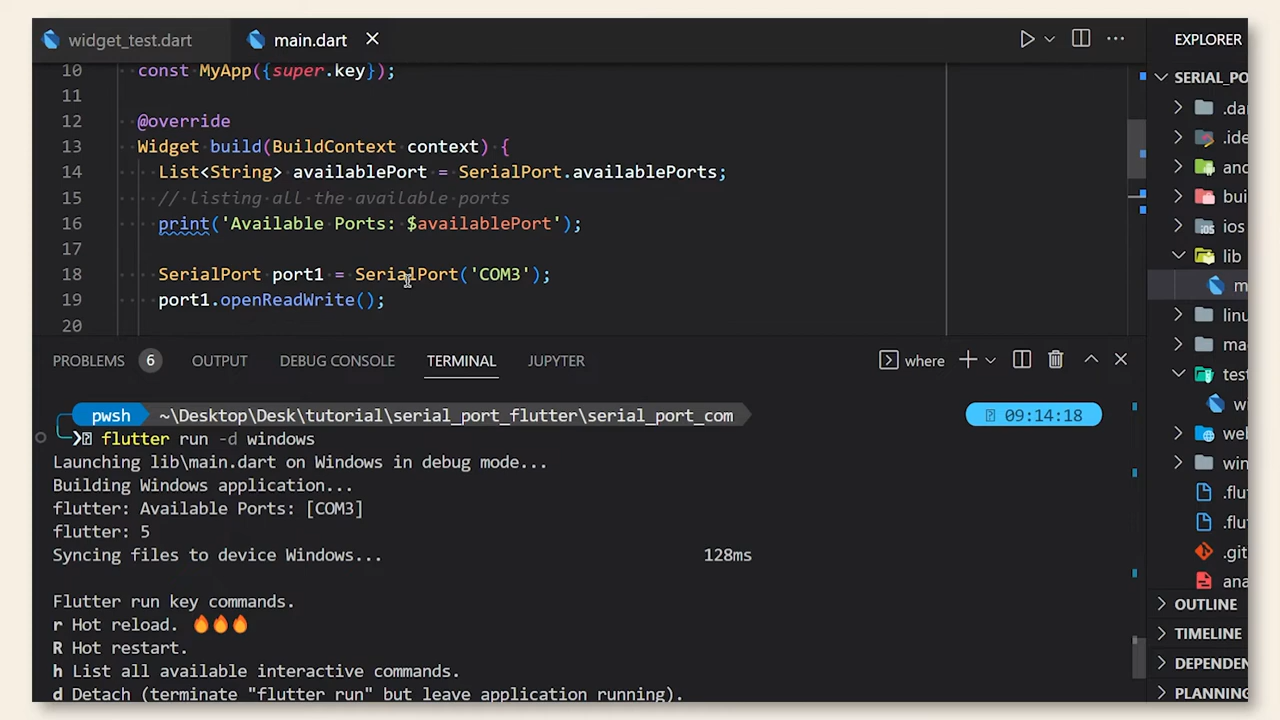 widget_test.dart main.dart
EXPLORER
10 const MyApp({super.key});
11
12 @override
13 Widget build(BuildContext context) {
14 List<String> availablePort = SerialPort.availablePorts;
15 // listing all the available ports
16 print('Available Ports: $availablePort');
17
18 SerialPort port1 = SerialPort('COM3');
19 port1.openReadWrite();
20
PROBLEMS 6 OUTPUT DEBUG CONSOLE TERMINAL JUPYTER where
pwsh ~\Desktop\Desk\tutorial\serial_port_flutter\serial_port_com 09:14:18
flutter run -d windows
Launching lib\main.dart on Windows in debug mode...
Building Windows application...
flutter: Available Ports: [COM3]
flutter: 5
Syncing files to device Windows... 128ms
Flutter run key commands.
r Hot reload. 🔥🔥🔥
R Hot restart.
h List all available interactive commands.
d Detach (terminate "flutter run" but leave application running).
SERIAL_PO
.da
.ide
and
bui
ios
lib
m
linu
ma
test
wi
web
win
.flu
.flu
.git
ana
OUTLINE
TIMELINE
DEPENDEN
PLANNING